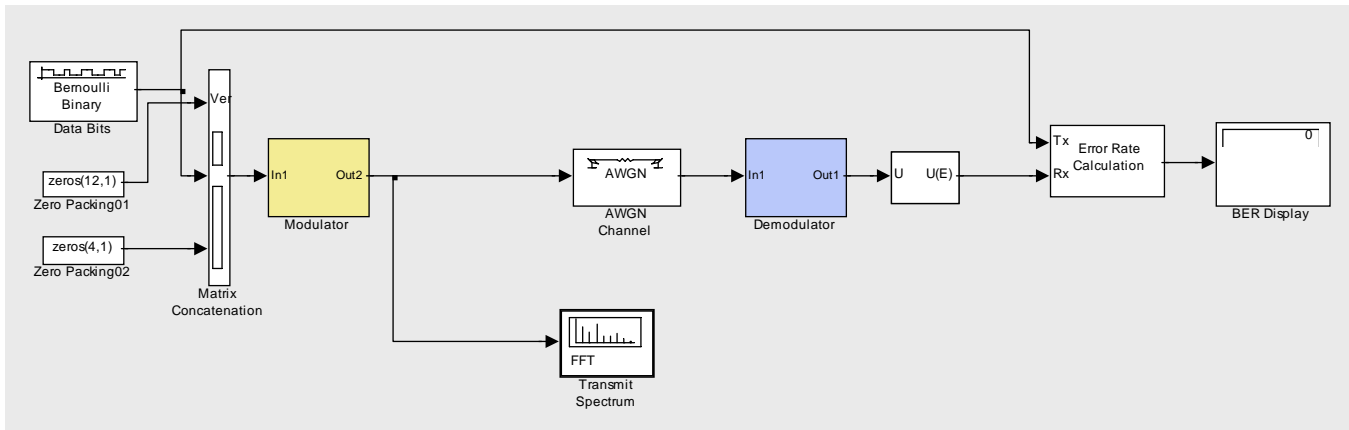 Bernoulli
Binary
Data Bits
zeros(12,1)
Zero Packing01
zeros(4,1)
Zero Packing02
Ver
Matrix
Concatenation
In1 Out2
Modulator
AWGN
AWGN
Channel
FFT
Transmit
Spectrum
In1 Out1
Demodulator
U U(E)
Tx
Rx
Error Rate
Calculation
0
BER Display